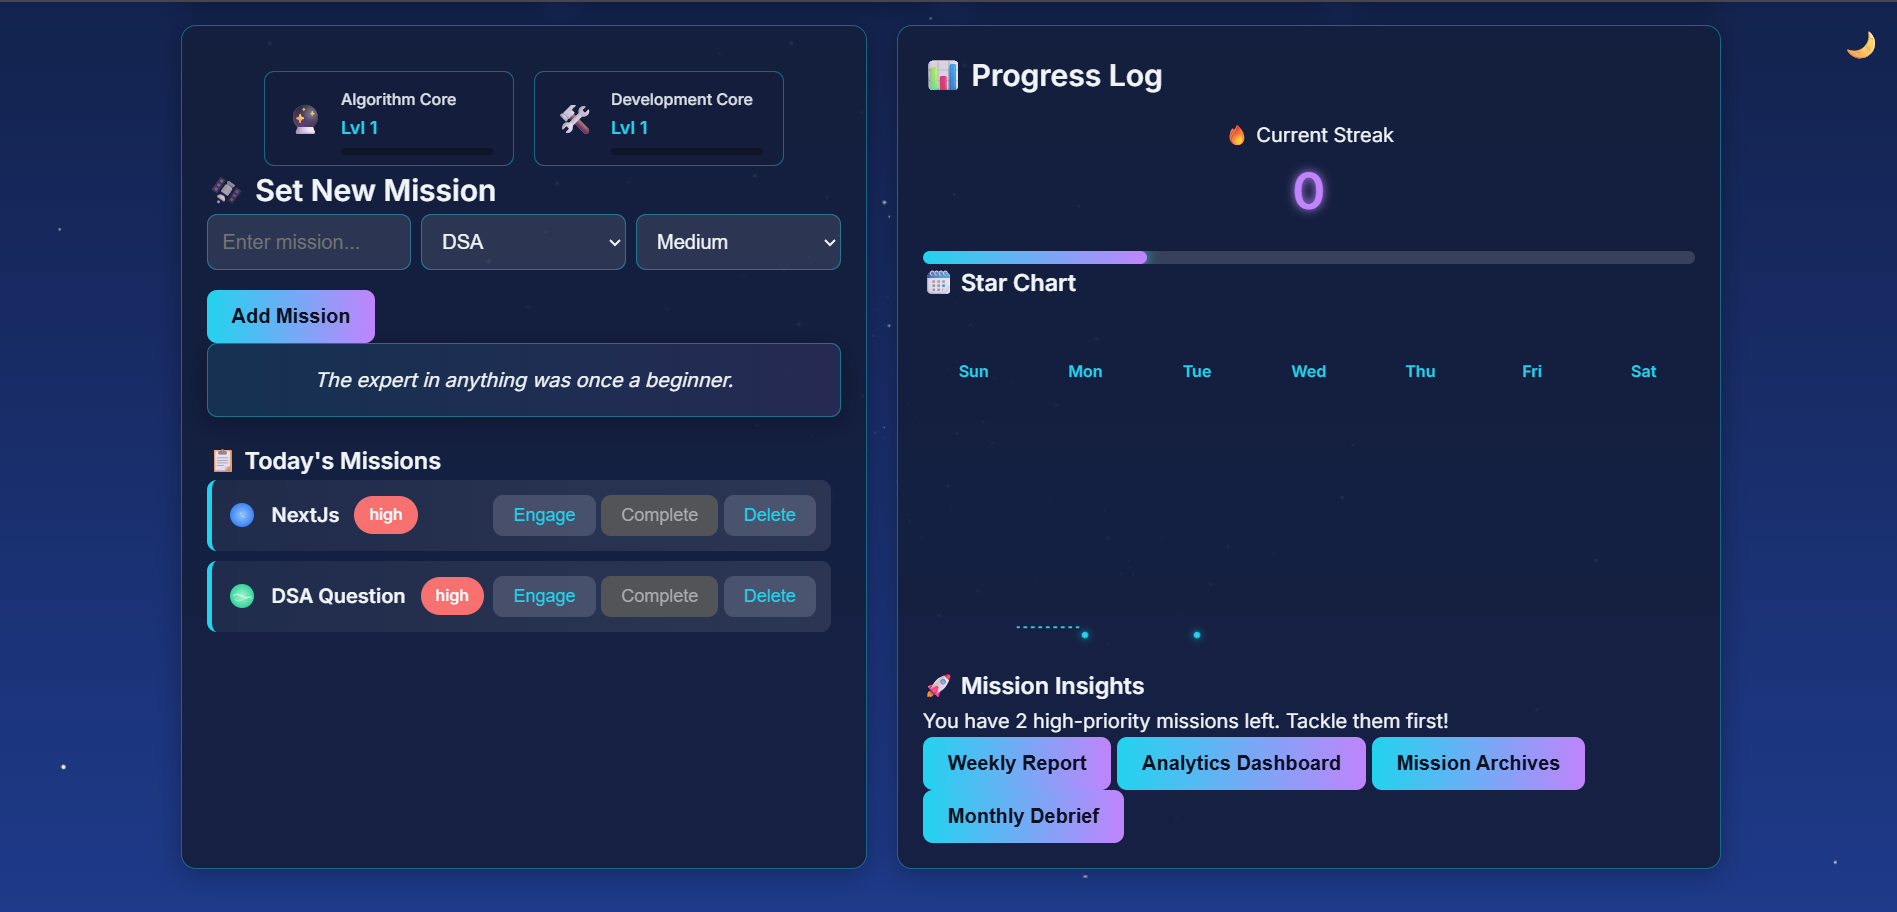 Algorithm Core
Lvl 1
Development Core
Lvl 1
Set New Mission
Enter mission...
DSA
Medium
Add Mission
The expert in anything was once a beginner.
Today's Missions
NextJs high Engage Complete Delete
DSA Question high Engage Complete Delete
Progress Log
Current Streak
0
Star Chart
Sun Mon Tue Wed Thu Fri Sat
Mission Insights
You have 2 high-priority missions left. Tackle them first!
Weekly Report Analytics Dashboard Mission Archives
Monthly Debrief